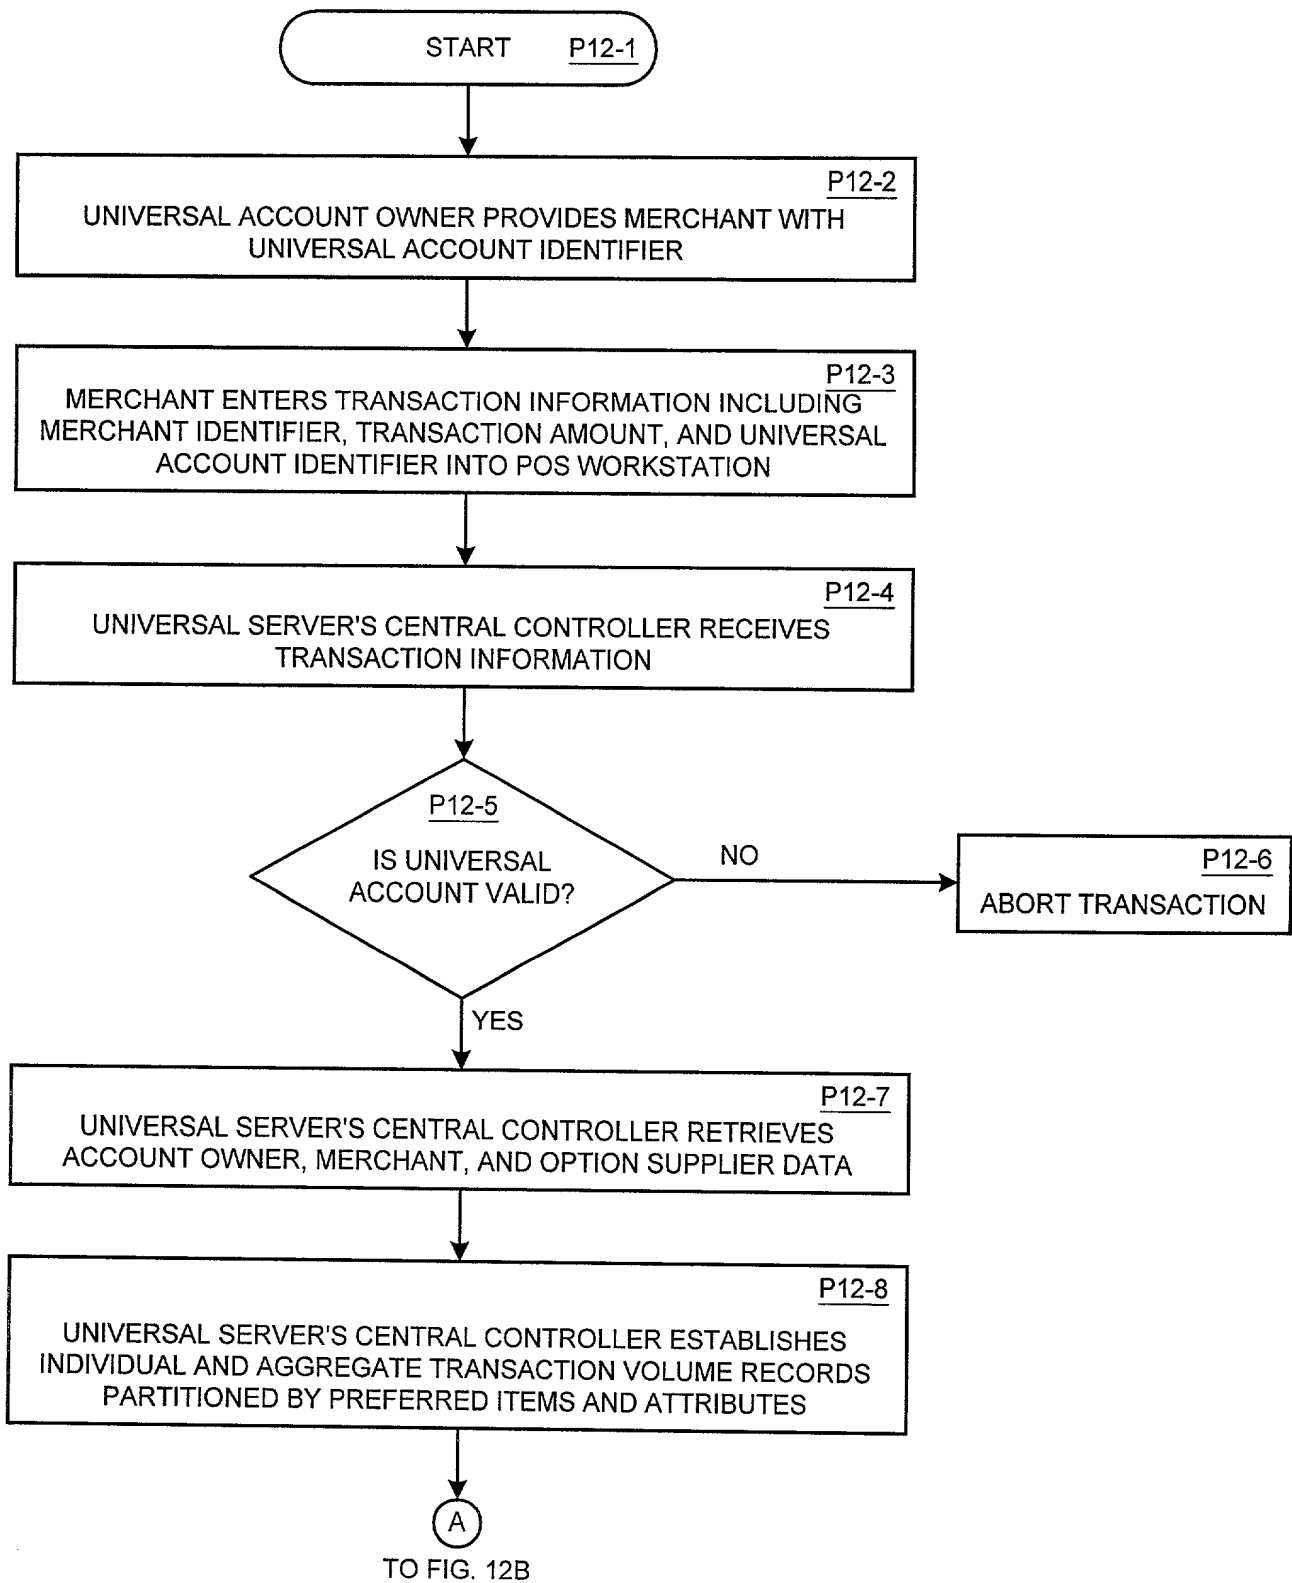 START P12-1
P12-2
UNIVERSAL ACCOUNT OWNER PROVIDES MERCHANT WITH
UNIVERSAL ACCOUNT IDENTIFIER
P12-3
MERCHANT ENTERS TRANSACTION INFORMATION INCLUDING
MERCHANT IDENTIFIER, TRANSACTION AMOUNT, AND UNIVERSAL
ACCOUNT IDENTIFIER INTO POS WORKSTATION
P12-4
UNIVERSAL SERVER'S CENTRAL CONTROLLER RECEIVES
TRANSACTION INFORMATION
P12-5
IS UNIVERSAL
ACCOUNT VALID?
NO
P12-6
ABORT TRANSACTION
YES
P12-7
UNIVERSAL SERVER'S CENTRAL CONTROLLER RETRIEVES
ACCOUNT OWNER, MERCHANT, AND OPTION SUPPLIER DATA
P12-8
UNIVERSAL SERVER'S CENTRAL CONTROLLER ESTABLISHES
INDIVIDUAL AND AGGREGATE TRANSACTION VOLUME RECORDS
PARTITIONED BY PREFERRED ITEMS AND ATTRIBUTES
A
TO FIG. 12B